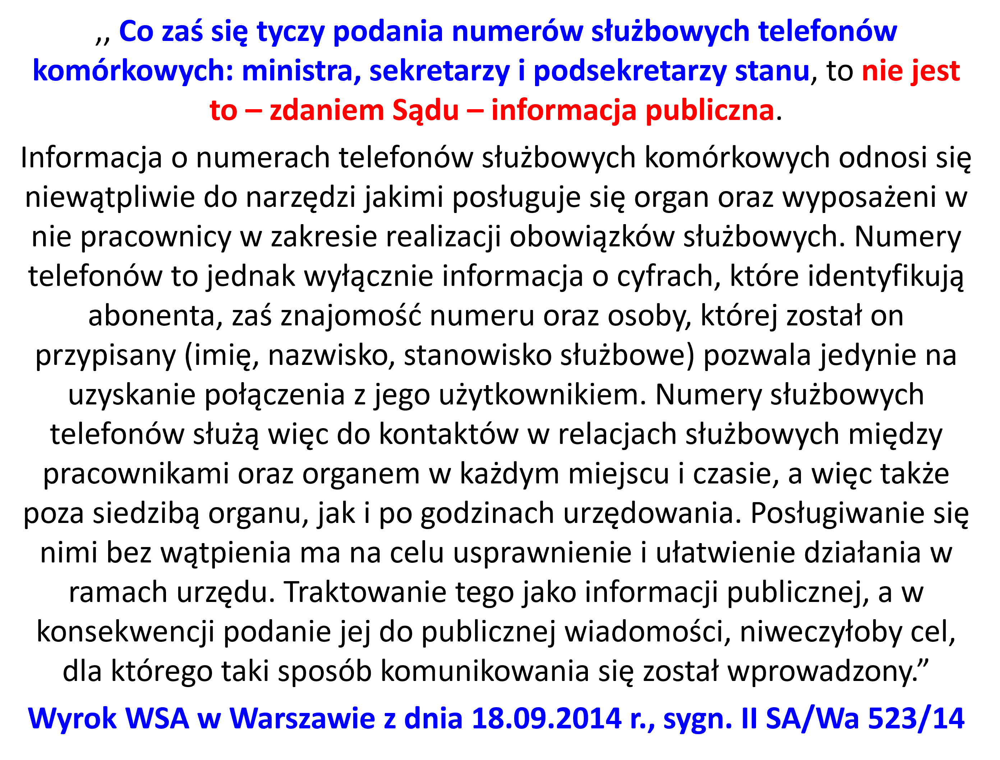 ,, Co zaś się tyczy podania numerów służbowych telefonów
komórkowych: ministra, sekretarzy i podsekretarzy stanu, to nie jest
to – zdaniem Sądu – informacja publiczna.
Informacja o numerach telefonów służbowych komórkowych odnosi się
niewątpliwie do narzędzi jakimi posługuje się organ oraz wyposażeni w
nie pracownicy w zakresie realizacji obowiązków służbowych. Numery
telefonów to jednak wyłącznie informacja o cyfrach, które identyfikują
abonenta, zaś znajomość numeru oraz osoby, której został on
przypisany (imię, nazwisko, stanowisko służbowe) pozwala jedynie na
uzyskanie połączenia z jego użytkownikiem. Numery służbowych
telefonów służą więc do kontaktów w relacjach służbowych między
pracownikami oraz organem w każdym miejscu i czasie, a więc także
poza siedzibą organu, jak i po godzinach urzędowania. Posługiwanie się
nimi bez wątpienia ma na celu usprawnienie i ułatwienie działania w
ramach urzędu. Traktowanie tego jako informacji publicznej, a w
konsekwencji podanie jej do publicznej wiadomości, niweczyłoby cel,
dla którego taki sposób komunikowania się został wprowadzony.”
Wyrok WSA w Warszawie z dnia 18.09.2014 r., sygn. II SA/Wa 523/14